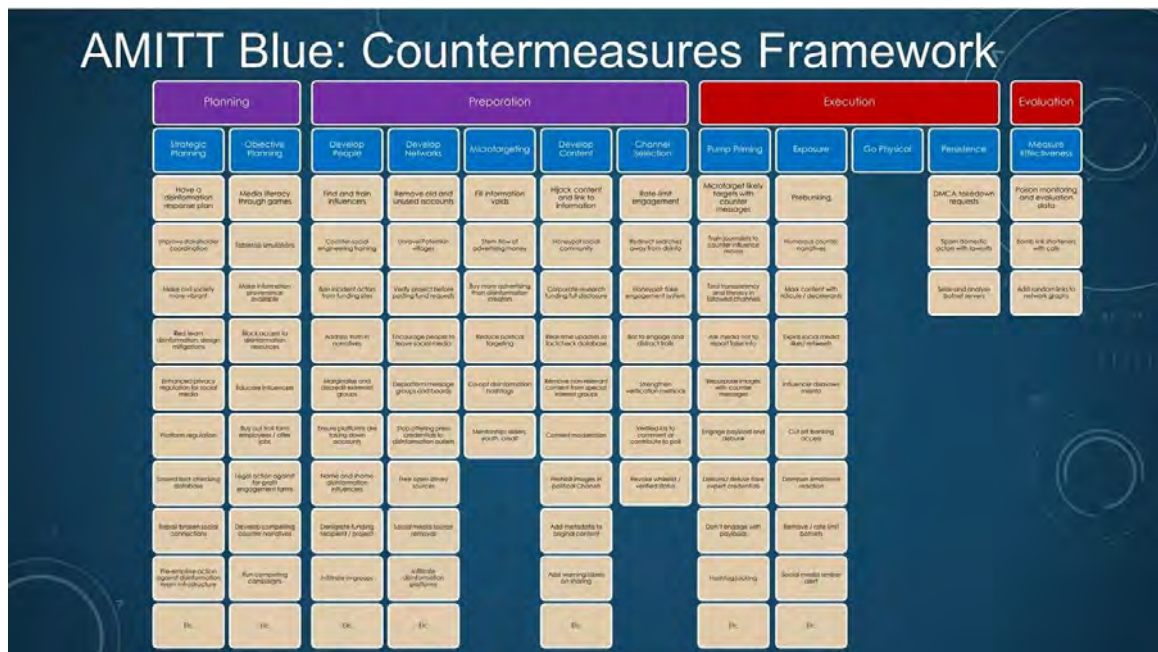 AMITT Blue: Countermeasures Framework
Planning
Preparation
Execution
Evaluation
Strategic
Planning
Objective
Planning
Develop
People
Develop
Networks
Microtargeting
Develop
Content
Channel
Selection
Pump Priming
Exposure
Go Physical
Persistence
Measure
Effectiveness
Have a
disinformation
response plan
Media literacy
through games
Find and train
influencers
Remove old and
unused accounts
Fill information
voids
Hijack content
and link to
information
Rate-limit
engagement
Microtarget likely
targets with
counter
messages
Prebunking
DMCA takedown
requests
Poison monitoring
and evaluation
data
Improve stakeholder
coordination
Tabletop simulations
Counter-social
engineering training
Unravel Potemkin
villages
Stem flow of
advertising money
Honeypot social
community
Redirect searches
away from disinfo
Train journalists to
counter influence
moves
Humorous counter
narratives
Spam domestic
actors with lawsuits
Bomb link shorteners
with calls
Make civil society
more vibrant
Make information
provenance
available
Ban incident actors
from funding sites
Verify project before
posting fund requests
Buy more advertising
than disinformation
creators
Corporate research
funding full disclosure
Honeypot fake
engagement system
Tool transparency
and literacy in
followed channels
Mark content with
ridicule / decelerants
Seize and analyse
botnet servers
Add random links to
network graphs
Red team
disinformation, design
mitigations
Block access to
disinformation
resources
Address truth in
narratives
Encourage people to
leave social media
Reduce political
targeting
Real-time updates to
factcheck database
Bot to engage and
distract trolls
Ask media not to
report false info
Expire social media
likes/ retweets
Enhanced privacy
regulation for social
media
Educate influencers
Marginalise and
discredit extremist
groups
Deplatform message
groups and boards
Co-opt disinformation
hashtags
Remove non-relevant
content from special
interest groups
Strengthen
verification methods
Repurpose images
with counter
messages
Influencer disavows
misinfo
Platform regulation
Buy out troll farm
employees / offer
jobs
Ensure platforms are
taking down
accounts
Stop offering press
credentials to
disinformation outlets
Mentorship: elders,
youth, credit
Content moderation
Verified ids to
comment or
contribute to poll
Engage payload and
debunk
Cut off banking
access
Shared fact checking
database
Legal action against
for-profit
engagement farms
Name and shame
disinformation
influencers
Free open library
sources
Prohibit images in
political Channels
Revoke whitelist /
verified status
Debunk/ defuse fake
expert credentials
Dampen emotional
reaction
Repair broken social
connections
Develop compelling
counter narratives
Denigrate funding
recipient / project
Social media source
removal
Add metadata to
original content
Don't engage with
payloads
Remove / rate limit
botnets
Pre-emptive action
against disinformation
team infrastructure
Run competing
campaigns
Infiltrate in-groups
Infiltrate
disinformation
platforms
Add warning labels
on sharing
Hashtag jacking
Social media amber
alert
Etc
Etc
Etc
Etc
Etc
Etc
Etc